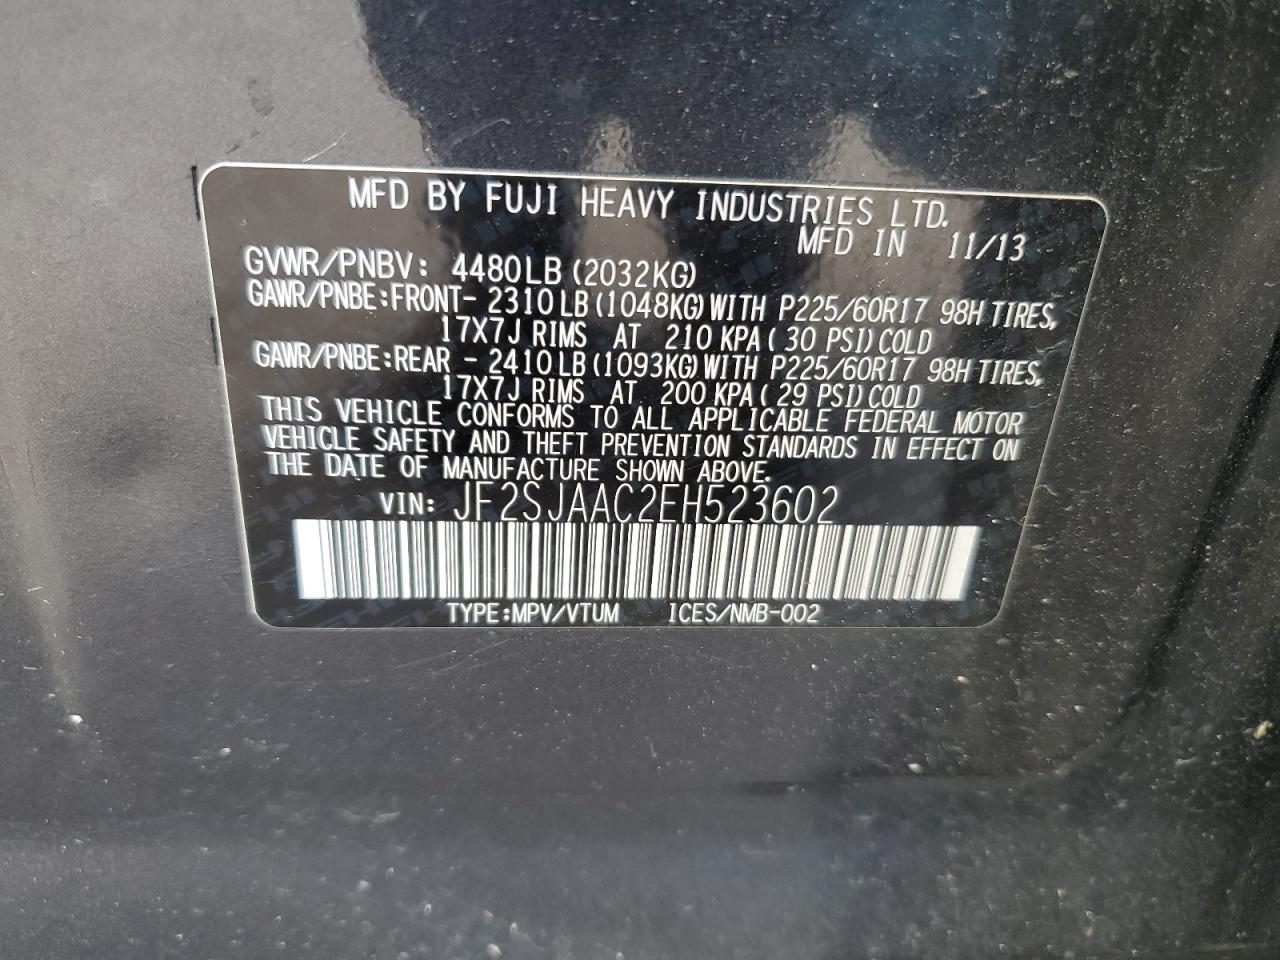 MFD BY FUJI HEAVY INDUSTRIES LTD.
MFD IN 11/13
GVWR/PNBV: 4480LB(2032KG)
GAWR/PNBE:FRONT- 2310LB(1048KG)WITH P225/60R17 98H TIRES,
17X7J RIMS AT 210 KPA( 30 PSI)COLD
GAWR/PNBE:REAR - 2410LB(1093KG)WITH P225/60R17 98H TIRES,
17X7J RIMS AT 200 KPA( 29 PSI)COLD
THIS VEHICLE CONFORMS TO ALL APPLICABLE FEDERAL MOTOR
VEHICLE SAFETY AND THEFT PREVENTION STANDARDS IN EFFECT ON
THE DATE OF MANUFACTURE SHOWN ABOVE.
VIN: JF2SJAAC2EH523602
TYPE:MPV/VTUM ICES/NMB-002